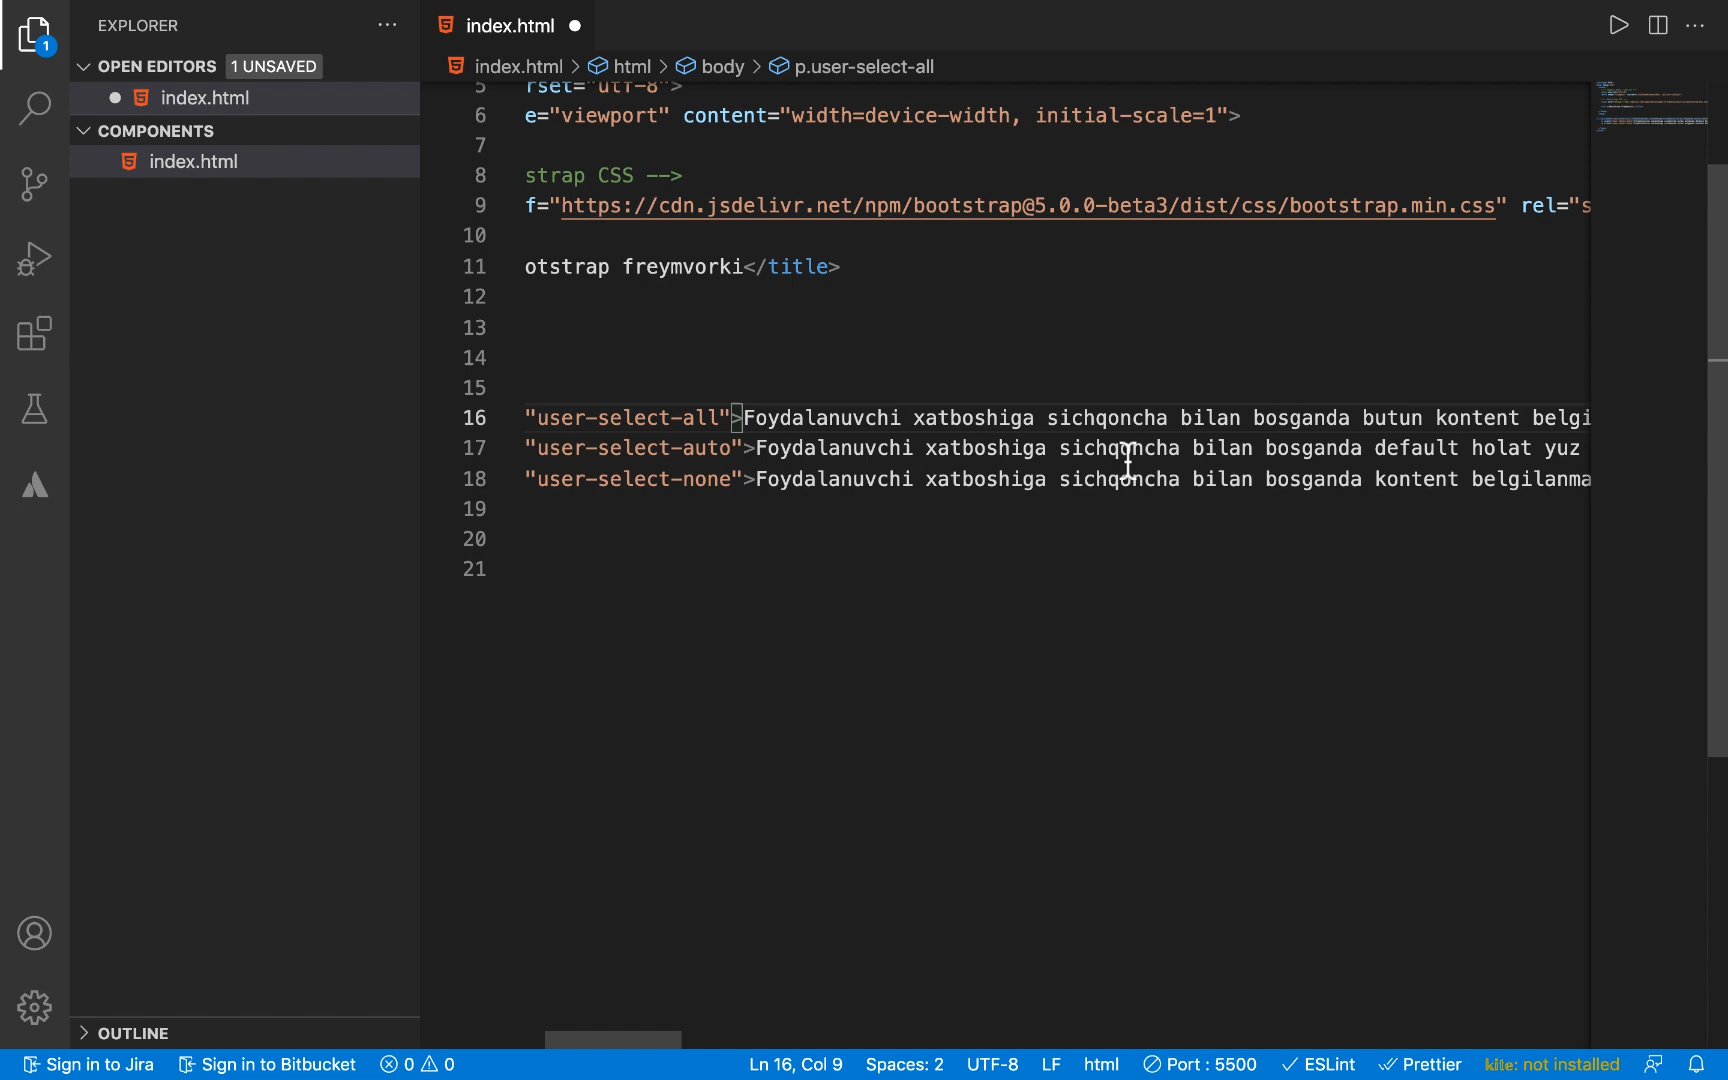 EXPLORER
index.html
1
OPEN EDITORS 1 UNSAVED
index.html > html > body > p.user-select-all
index.html
COMPONENTS
index.html
5 rset="utf-8">
6 e="viewport" content="width=device-width, initial-scale=1">
7
8 strap CSS -->
9 f="https://cdn.jsdelivr.net/npm/bootstrap@5.0.0-beta3/dist/css/bootstrap.min.css" rel="s
10
11 otstrap freymvorki</title>
12
13
14
15
16 "user-select-all">Foydalanuvchi xatboshiga sichqoncha bilan bosganda butun kontent belgi
17 "user-select-auto">Foydalanuvchi xatboshiga sichqoncha bilan bosganda default holat yuz
18 "user-select-none">Foydalanuvchi xatboshiga sichqoncha bilan bosganda kontent belgilanma
19
20
21
OUTLINE
Sign in to Jira Sign in to Bitbucket 0 0 Ln 16, Col 9 Spaces: 2 UTF-8 LF html Port : 5500 ESLint Prettier kite: not installed